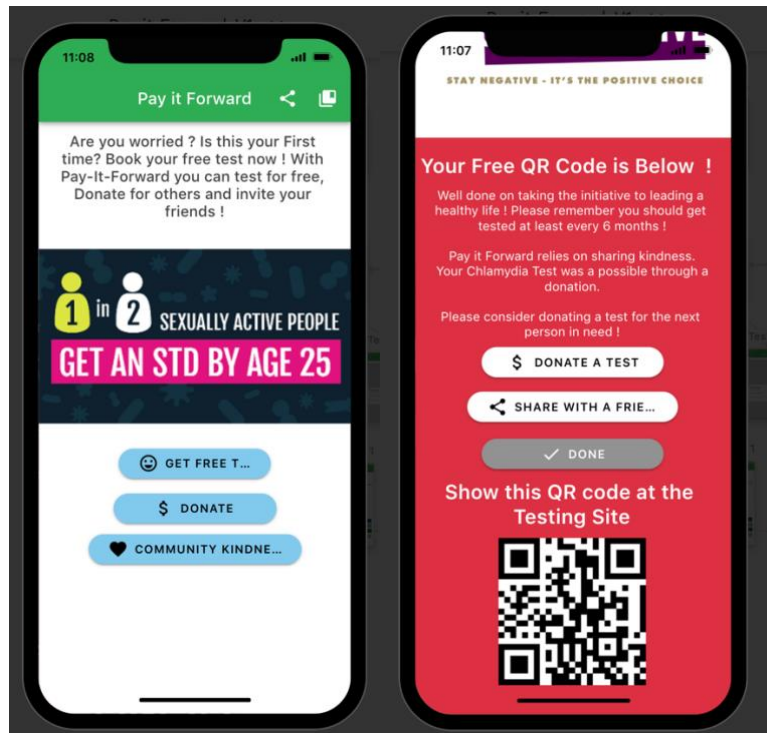 11:08
Pay it Forward
Are you worried ? Is this your First
time? Book your free test now ! With
Pay-It-Forward you can test for free,
Donate for others and invite your
friends !
1 in 2 SEXUALLY ACTIVE PEOPLE
GET AN STD BY AGE 25
GET FREE T...
$ DONATE
COMMUNITY KINDNE...
11:07
STAY NEGATIVE - IT'S THE POSITIVE CHOICE
Your Free QR Code is Below !
Well done on taking the initiative to leading a
healthy life ! Please remember you should get
tested at least every 6 months !
Pay it Forward relies on sharing kindness.
Your Chlamydia Test was a possible through a
donation.
Please consider donating a test for the next
person in need !
$ DONATE A TEST
SHARE WITH A FRIE...
DONE
Show this QR code at the
Testing Site